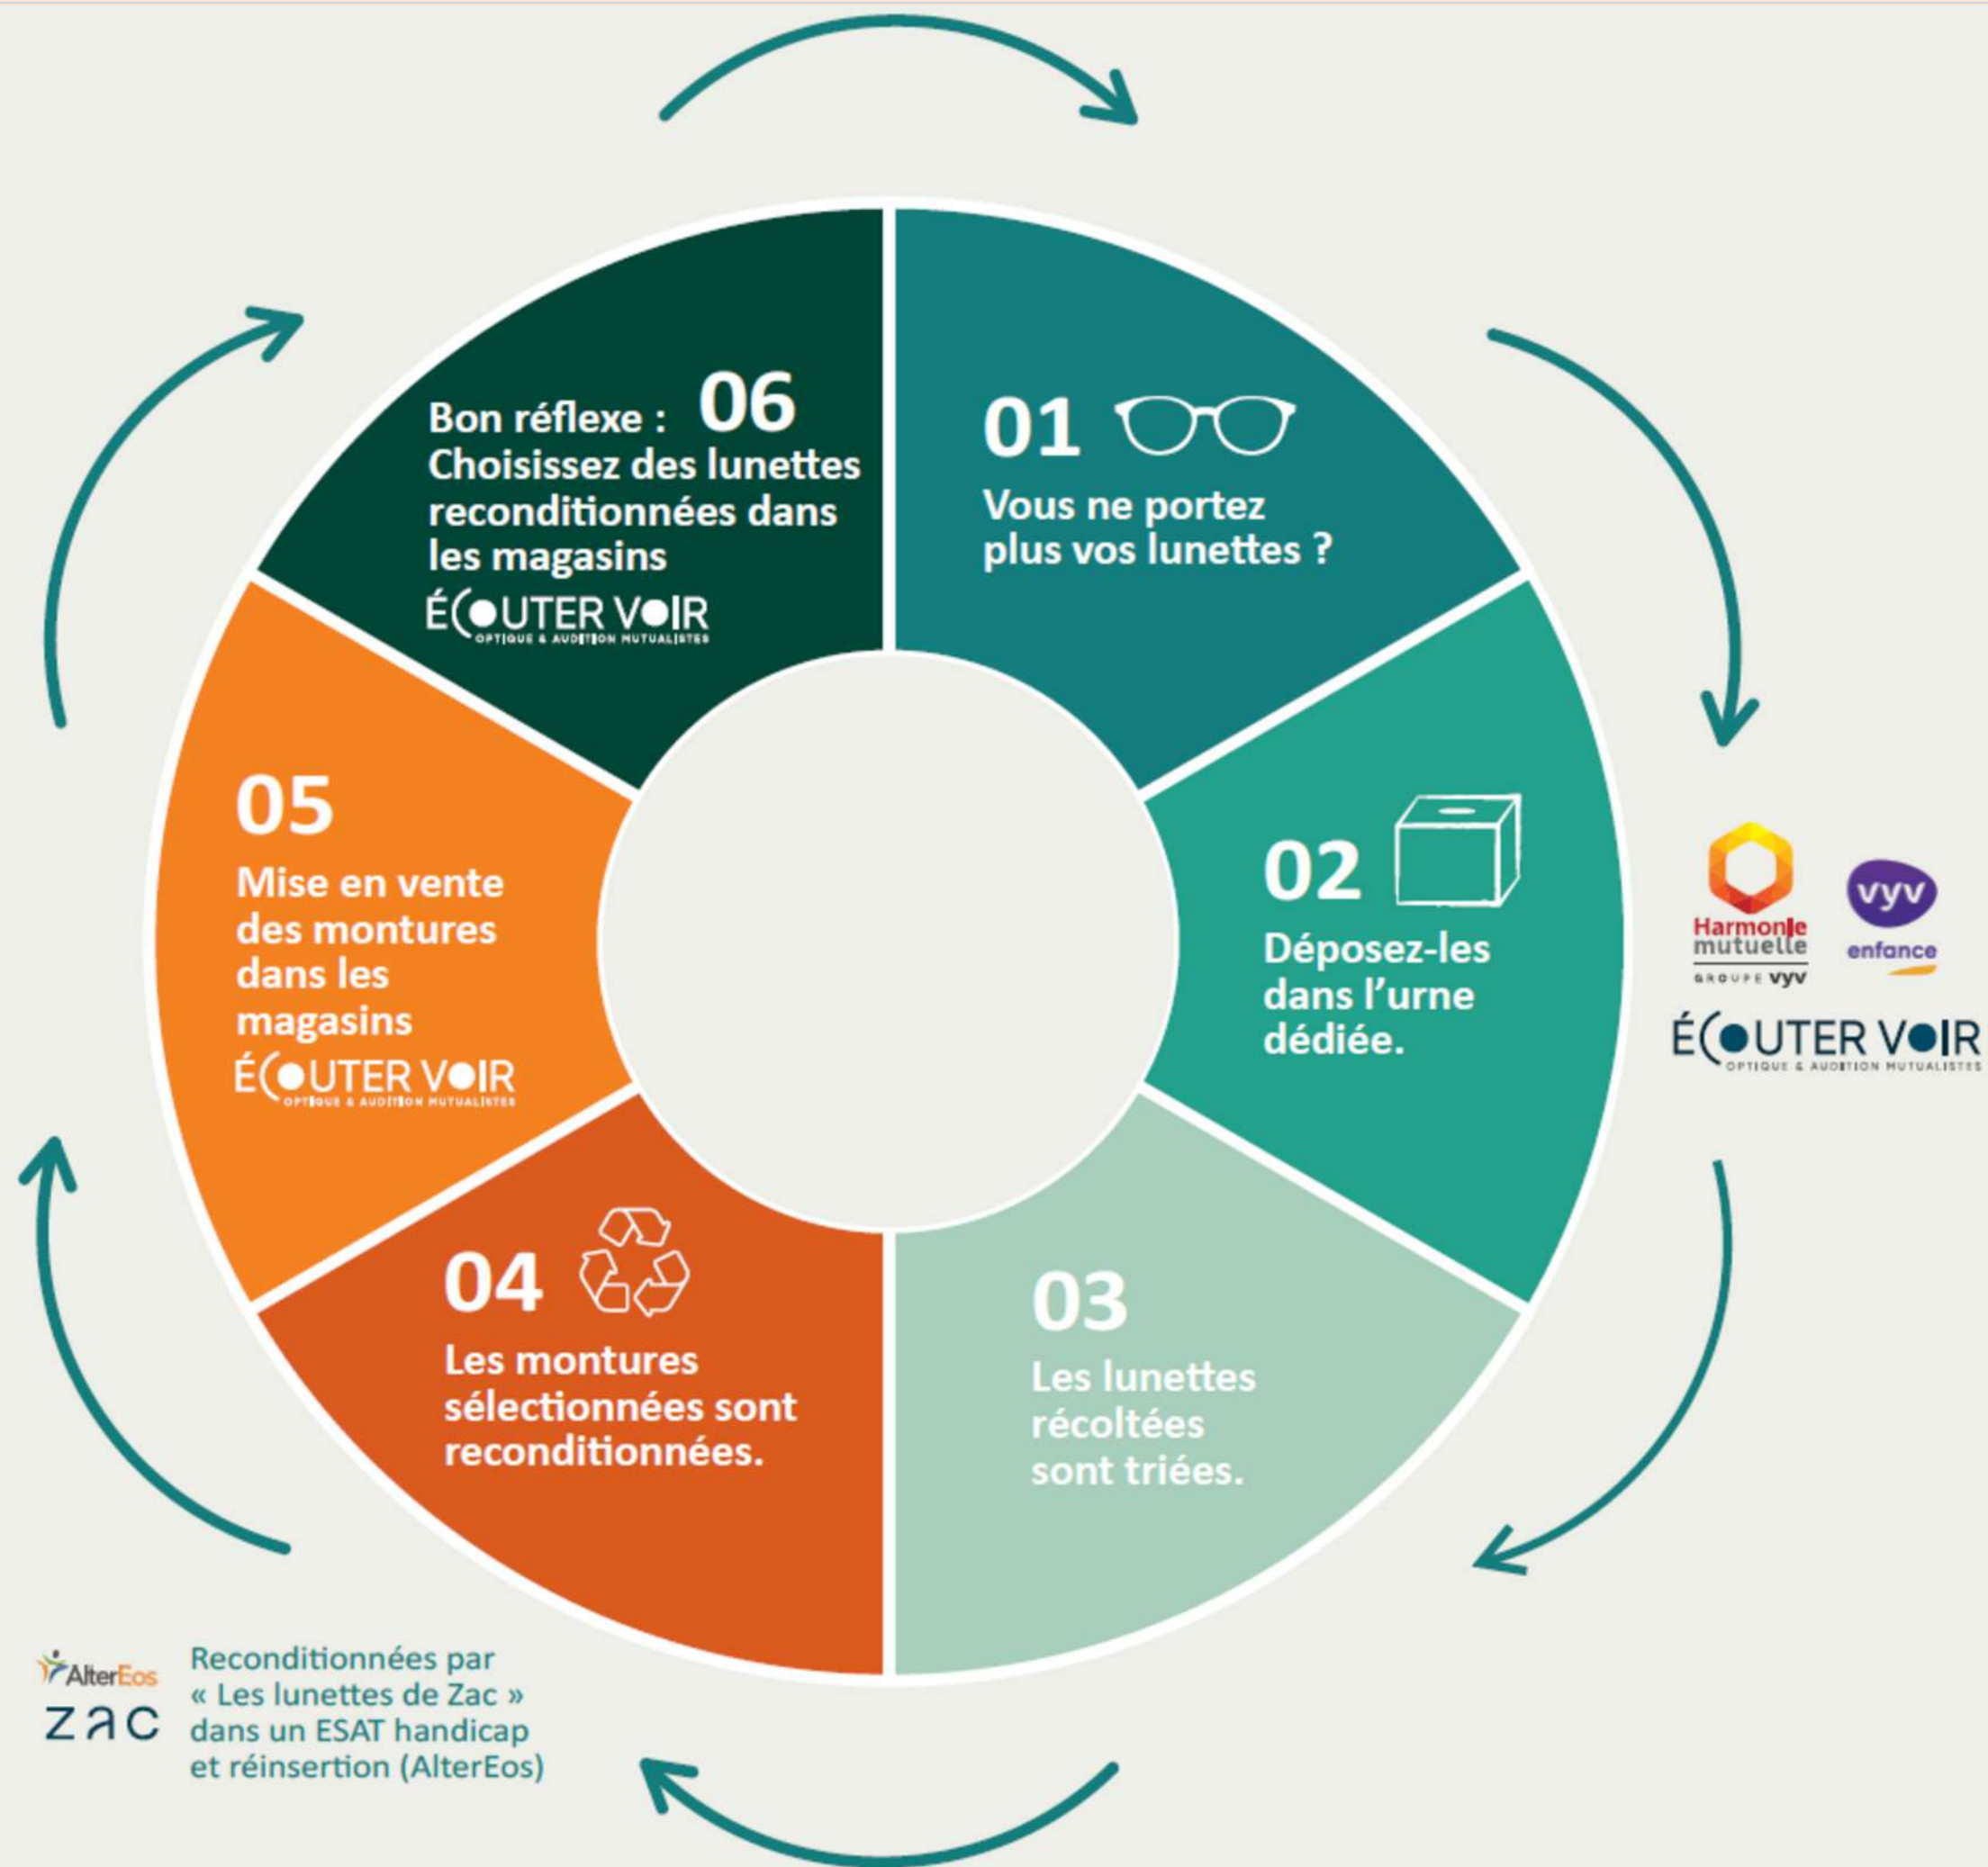 01
Vous ne portez
plus vos lunettes ?
02
Déposez-les
dans l'urne
dédiée.
Harmonie
mutuelle
GROUPE vyv
vyv
enfance
ÉCOUTER VOIR
OPTIQUE & AUDITION MUTUALISTES
03
Les lunettes
récoltées
sont triées.
04
Les montures
sélectionnées sont
reconditionnées.
AlterEos
zac
Reconditionnées par
« Les lunettes de Zac »
dans un ESAT handicap
et réinsertion (AlterEos)
05
Mise en vente
des montures
dans les
magasins
ÉCOUTER VOIR
OPTIQUE & AUDITION MUTUALISTES
Bon réflexe : 06
Choisissez des lunettes
reconditionnées dans
les magasins
ÉCOUTER VOIR
OPTIQUE & AUDITION MUTUALISTES